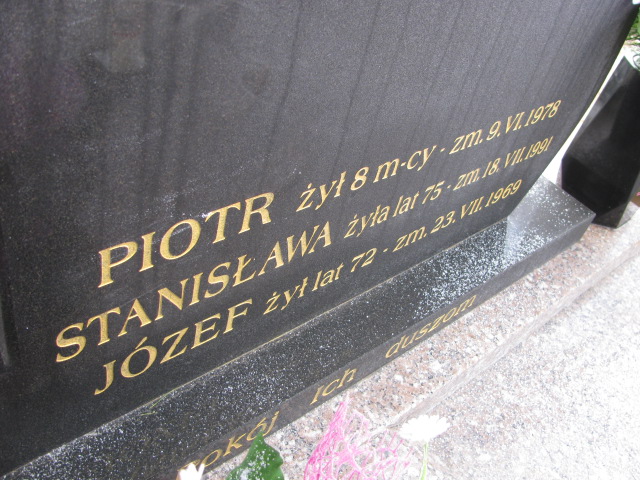 PIOTR żył 8 m-cy - zm. 9. VI. 1978
STANISŁAWA żyła lat 75 - zm. 18. VII. 1991
JÓZEF żył lat 72 - zm. 23. VII. 1969
okój ich duszom